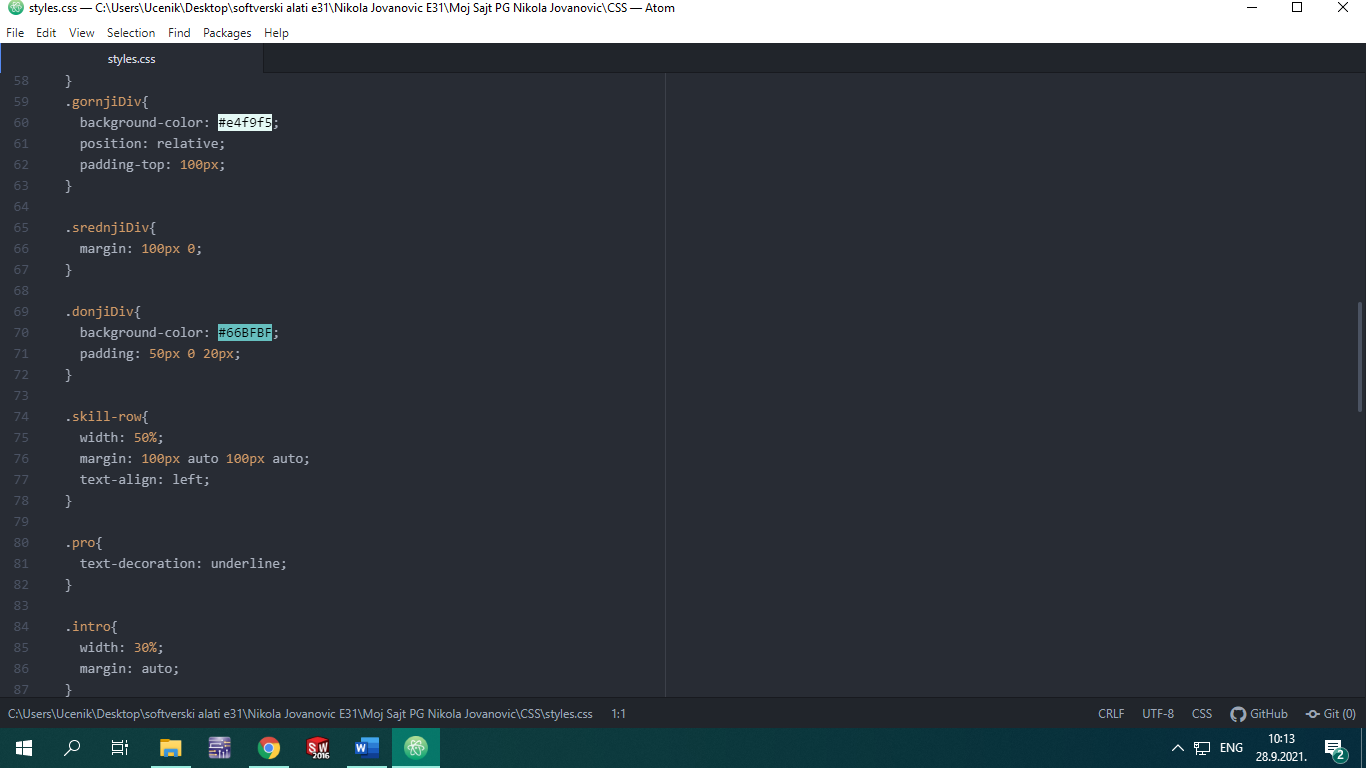 styles.css — C:\Users\Ucenik\Desktop\softverski alati e31\Nikola Jovanovic E31\Moj Sajt PG Nikola Jovanovic\CSS — Atom
File Edit View Selection Find Packages Help
styles.css
58 }
59 .gornjiDiv{
60 background-color: #e4f9f5;
61 position: relative;
62 padding-top: 100px;
63 }
64
65 .srednjiDiv{
66 margin: 100px 0;
67 }
68
69 .donjiDiv{
70 background-color: #66BFBF;
71 padding: 50px 0 20px;
72 }
73
74 .skill-row{
75 width: 50%;
76 margin: 100px auto 100px auto;
77 text-align: left;
78 }
79
80 .pro{
81 text-decoration: underline;
82 }
83
84 .intro{
85 width: 30%;
86 margin: auto;
87 }
C:\Users\Ucenik\Desktop\softverski alati e31\Nikola Jovanovic E31\Moj Sajt PG Nikola Jovanovic\CSS\styles.css 1:1 CRLF UTF-8 CSS GitHub Git (0)
SW 2016 W ENG 10:13
28.9.2021. 2